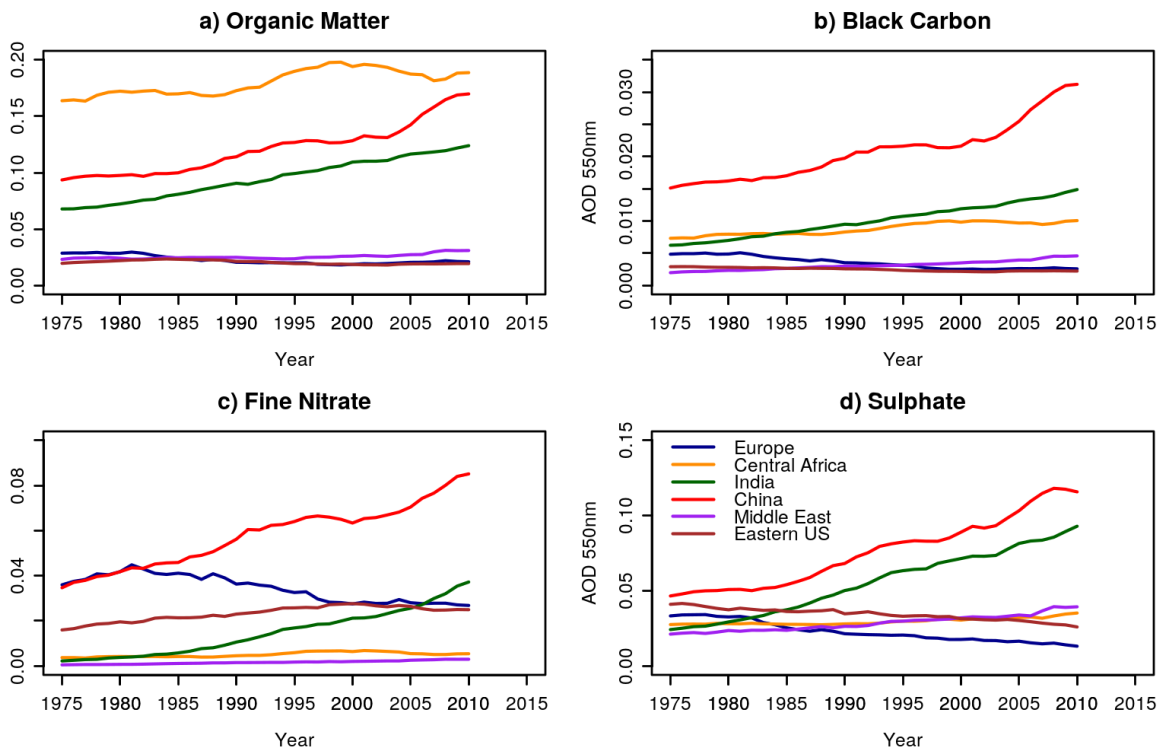 a) Organic Matter
0.20
0.15
0.10
0.05
0.00
1975 1980 1985 1990 1995 2000 2005 2010 2015
Year
b) Black Carbon
AOD 550nm
0.030
0.020
0.010
0.000
1975 1980 1985 1990 1995 2000 2005 2010 2015
Year
c) Fine Nitrate
0.08
0.04
0.00
1975 1980 1985 1990 1995 2000 2005 2010 2015
Year
d) Sulphate
AOD 550nm
0.15
0.10
0.05
0.00
Europe
Central Africa
India
China
Middle East
Eastern US
1975 1980 1985 1990 1995 2000 2005 2010 2015
Year